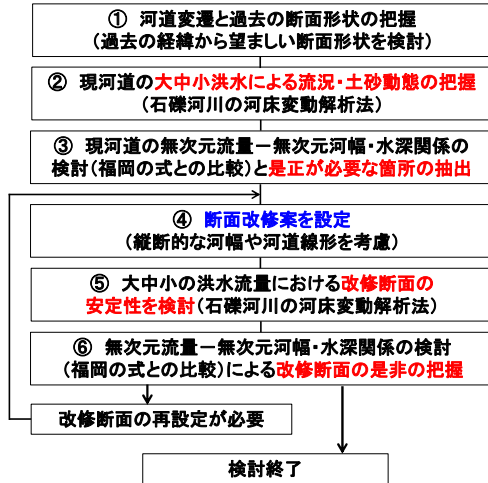 ① 河道変遷と過去の断面形状の把握
(過去の経緯から望ましい断面形状を検討)
② 現河道の大中小洪水による流況・土砂動態の把握
(石礫河川の河床変動解析法)
③ 現河道の無次元流量－無次元河幅・水深関係の
検討(福岡の式との比較)と是正が必要な箇所の抽出
④ 断面改修案を設定
(縦断的な河幅や河道線形を考慮)
⑤ 大中小の洪水流量における改修断面の
安定性を検討(石礫河川の河床変動解析法)
⑥ 無次元流量－無次元河幅・水深関係の検討
(福岡の式との比較)による改修断面の是非の把握
改修断面の再設定が必要
検討終了